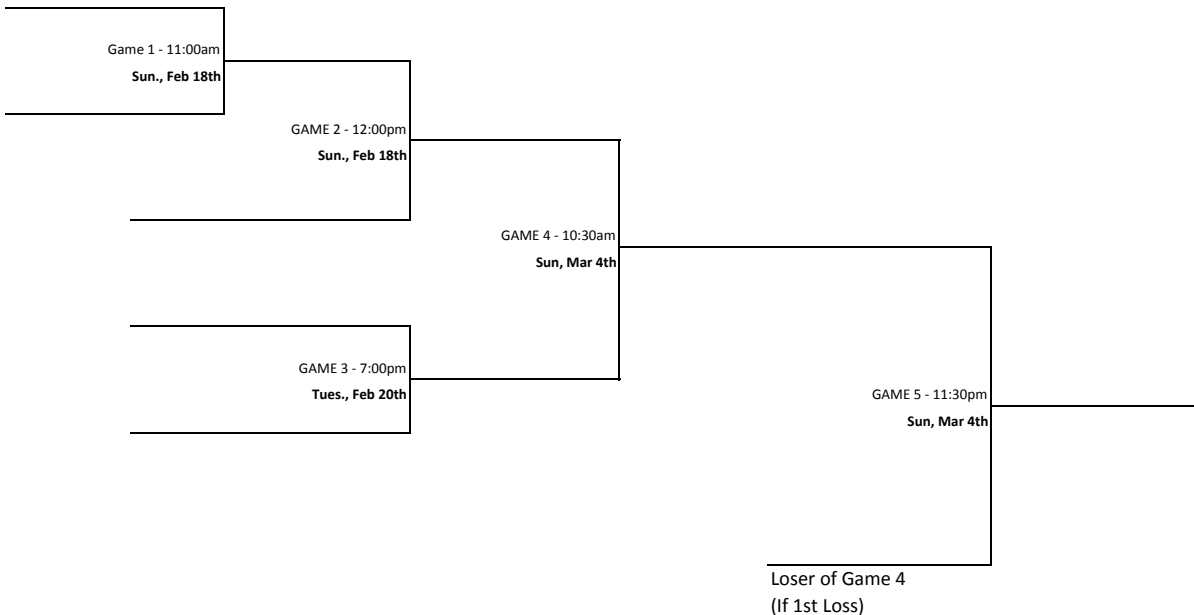 Game 1 - 11:00am
Sun., Feb 18th
GAME 2 - 12:00pm
Sun., Feb 18th
GAME 4 - 10:30am
Sun, Mar 4th
GAME 3 - 7:00pm
Tues., Feb 20th
GAME 5 - 11:30pm
Sun, Mar 4th
Loser of Game 4
(If 1st Loss)